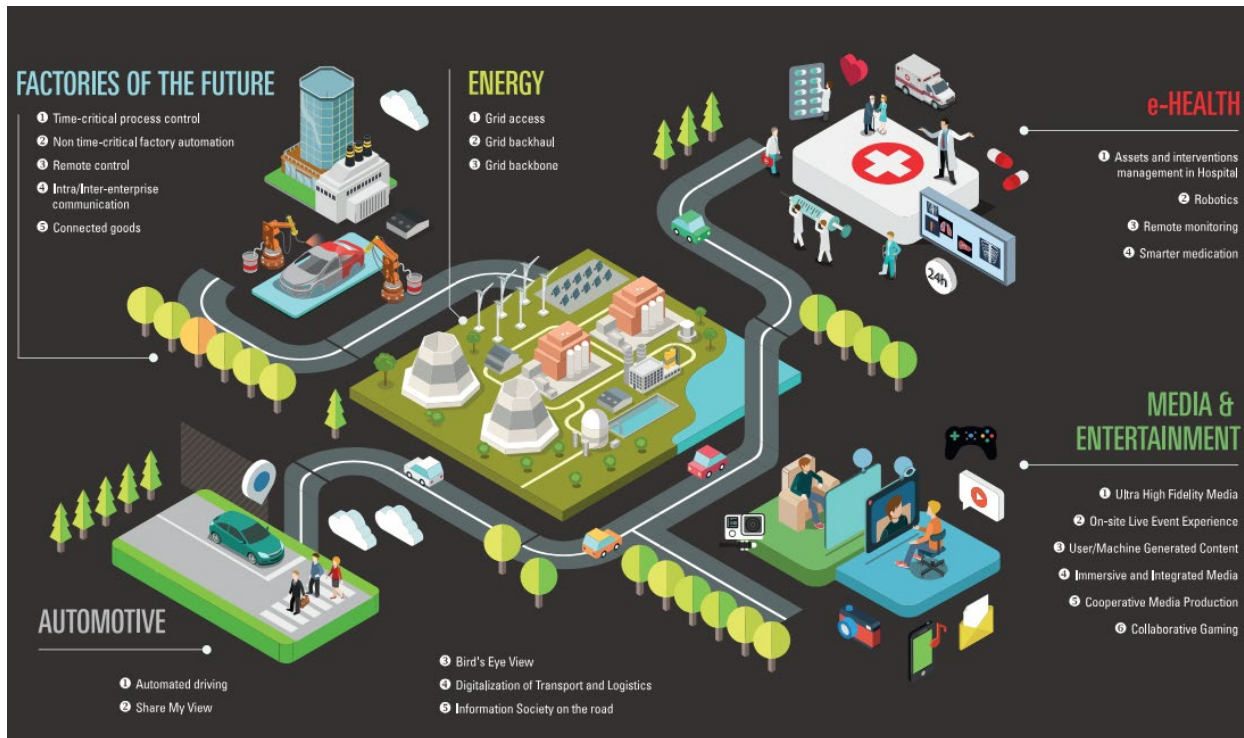 FACTORIES OF THE FUTURE
❶ Time-critical process control
❷ Non time-critical factory automation
❸ Remote control
❹ Intra/Inter-enterprise
communication
❺ Connected goods
ENERGY
❶ Grid access
❷ Grid backhaul
❸ Grid backbone
e-HEALTH
❶ Assets and interventions
management in Hospital
❷ Robotics
❸ Remote monitoring
❹ Smarter medication
24h
MEDIA &
ENTERTAINMENT
❶ Ultra High Fidelity Media
❷ On-site Live Event Experience
❸ User/Machine Generated Content
❹ Immersive and Integrated Media
❺ Cooperative Media Production
❻ Collaborative Gaming
AUTOMOTIVE
❶ Automated driving
❷ Share My View
❸ Bird's Eye View
❹ Digitalization of Transport and Logistics
❺ Information Society on the road